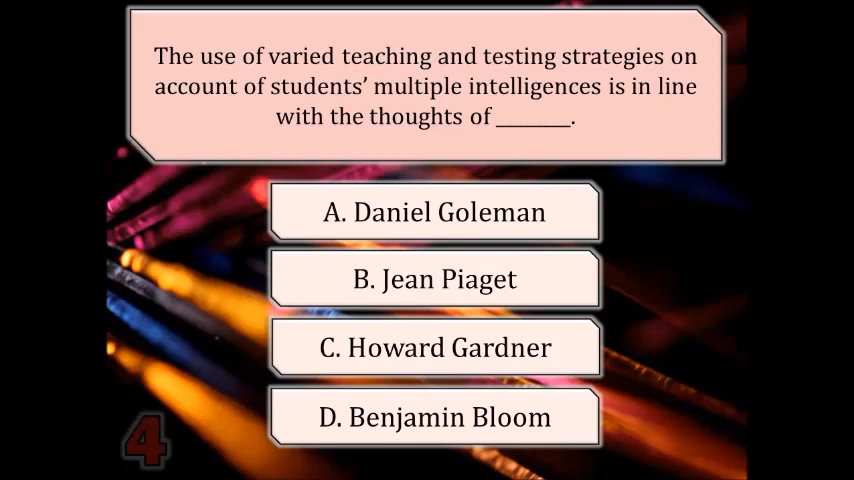 The use of varied teaching and testing strategies on
account of students’ multiple intelligences is in line
with the thoughts of ________.
A. Daniel Goleman
B. Jean Piaget
C. Howard Gardner
D. Benjamin Bloom
4